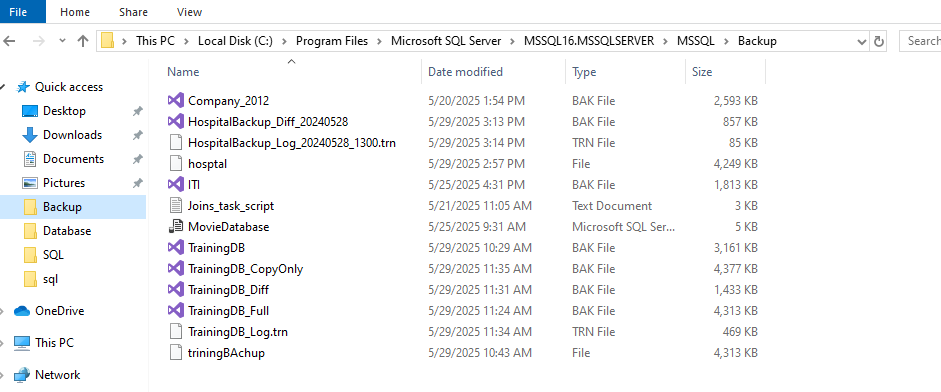 File Home Share View
This PC > Local Disk (C:) > Program Files > Microsoft SQL Server > MSSQL16.MSSQLSERVER > MSSQL > Backup Search
Name Date modified Type Size
Quick access
Desktop
Downloads
Documents
Pictures
Backup
Database
SQL
sql
OneDrive
This PC
Network
Company_2012 5/20/2025 1:54 PM BAK File 2,593 KB
HospitalBackup_Diff_20240528 5/29/2025 3:13 PM BAK File 857 KB
HospitalBackup_Log_20240528_1300.trn 5/29/2025 3:14 PM TRN File 85 KB
hosptal 5/29/2025 2:57 PM File 4,249 KB
ITI 5/25/2025 4:31 PM BAK File 1,813 KB
Joins_task_script 5/21/2025 11:05 AM Text Document 3 KB
MovieDatabase 5/25/2025 9:31 AM Microsoft SQL Ser... 5 KB
TrainingDB 5/29/2025 10:29 AM BAK File 3,161 KB
TrainingDB_CopyOnly 5/29/2025 11:35 AM BAK File 4,377 KB
TrainingDB_Diff 5/29/2025 11:31 AM BAK File 1,433 KB
TrainingDB_Full 5/29/2025 11:24 AM BAK File 4,313 KB
TrainingDB_Log.trn 5/29/2025 11:34 AM TRN File 469 KB
triningBAchup 5/29/2025 10:43 AM File 4,313 KB